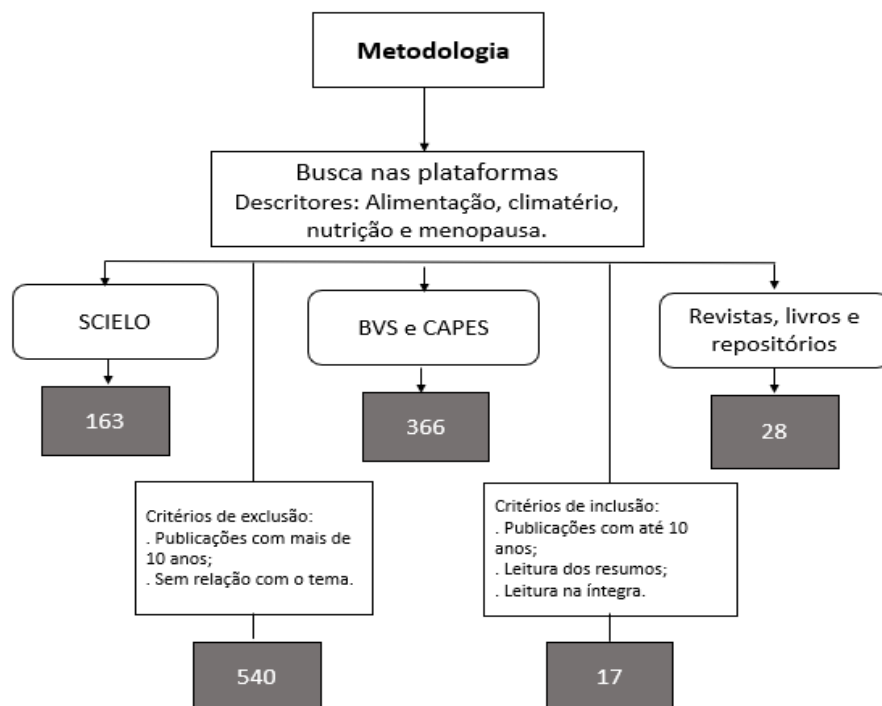 Metodologia
Busca nas plataformas
Descritores: Alimentação, climatério,
nutrição e menopausa.
SCIELO
BVS e CAPES
Revistas, livros e
repositórios
163
366
28
Critérios de exclusão:
. Publicações com mais de
10 anos;
. Sem relação com o tema.
Critérios de inclusão:
. Publicações com até 10
anos;
. Leitura dos resumos;
. Leitura na íntegra.
540
17